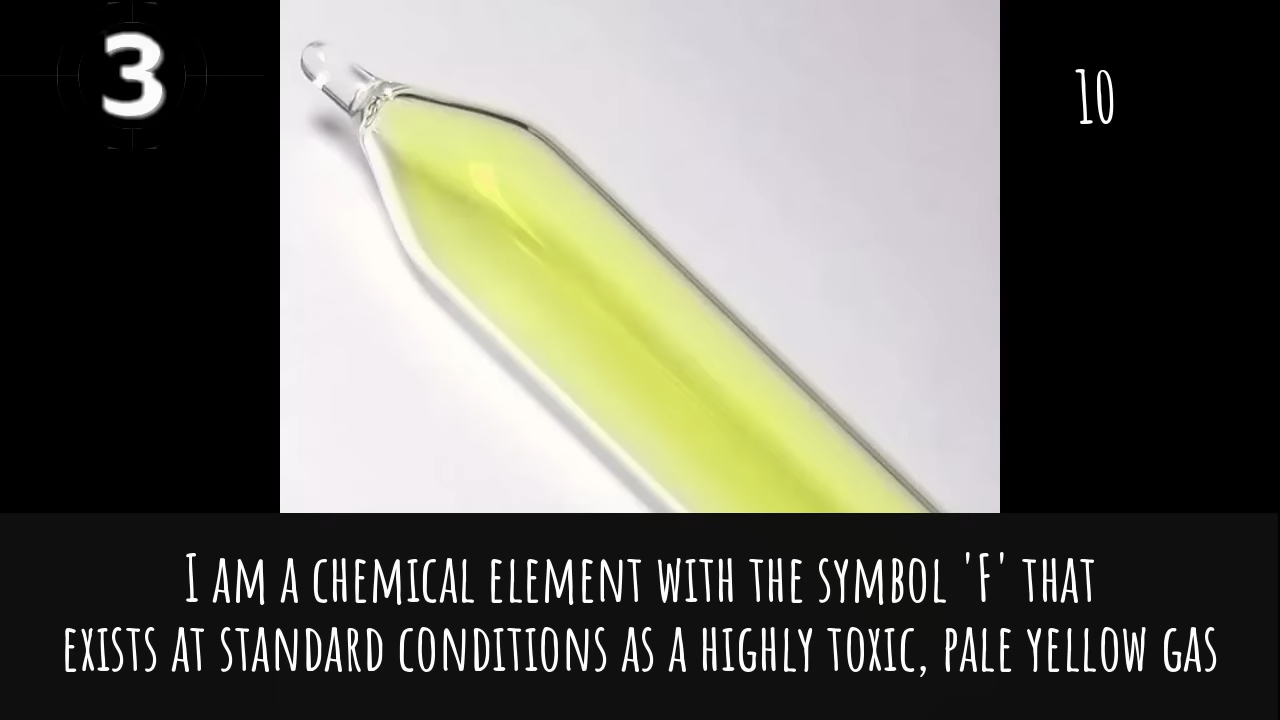 3
10
I am a chemical element with the symbol 'F' that
exists at standard conditions as a highly toxic, pale yellow gas